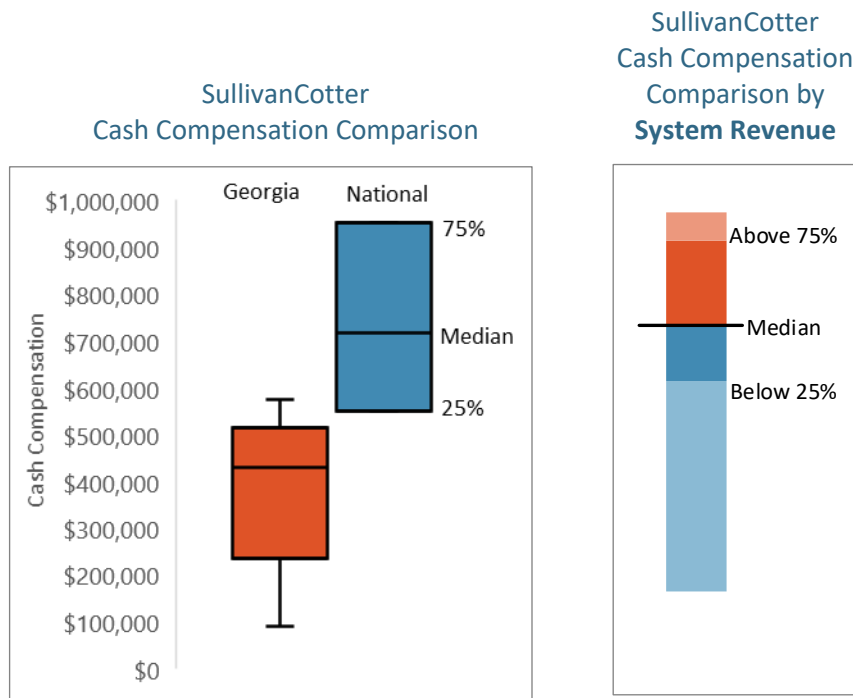 SullivanCotter
Cash Compensation Comparison
Georgia
National
$1,000,000
$900,000
$800,000
$700,000
$600,000
$500,000
$400,000
$300,000
$200,000
$100,000
$0
Cash Compensation
75%
Median
25%
SullivanCotter
Cash Compensation
Comparison by
System Revenue
Above 75%
Median
Below 25%